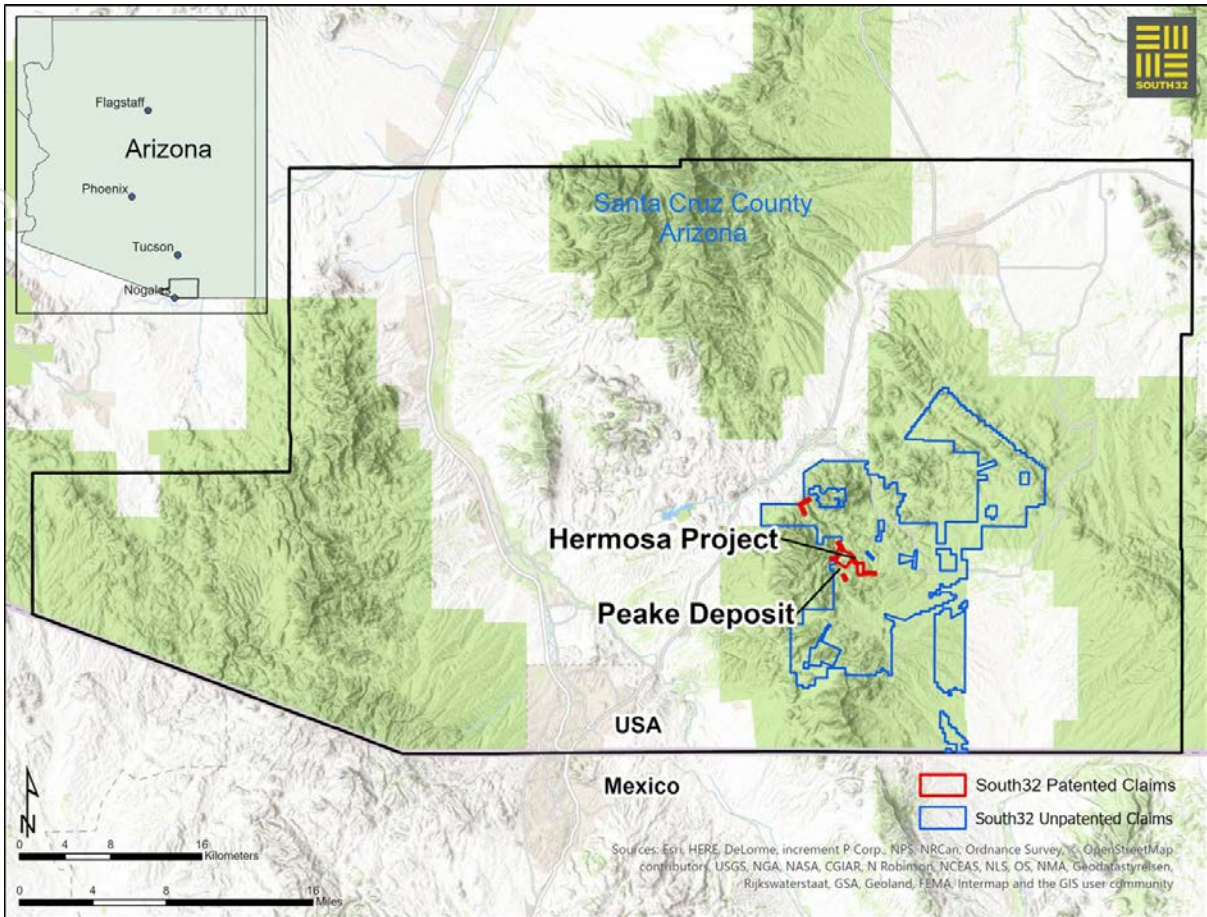 SOUTH32
Flagstaff
Arizona
Phoenix
Tucson
Nogales
Santa Cruz County
Arizona
Hermosa Project
Peake Deposit
USA
Mexico
N
0 4 8 16
Kilometers
0 4 8 16
Miles
South32 Patented Claims
South32 Unpatented Claims
Sources: Esri, HERE, DeLorme, increment P Corp., NPS, NRCan, Ordnance Survey, © OpenStreetMap
contributors, USGS, NGA, NASA, CGIAR, N Robinson, NCEAS, NLS, OS, NMA, Geodatastyrelsen,
Rijkswaterstaat, GSA, Geoland, FEMA, Intermap and the GIS user community